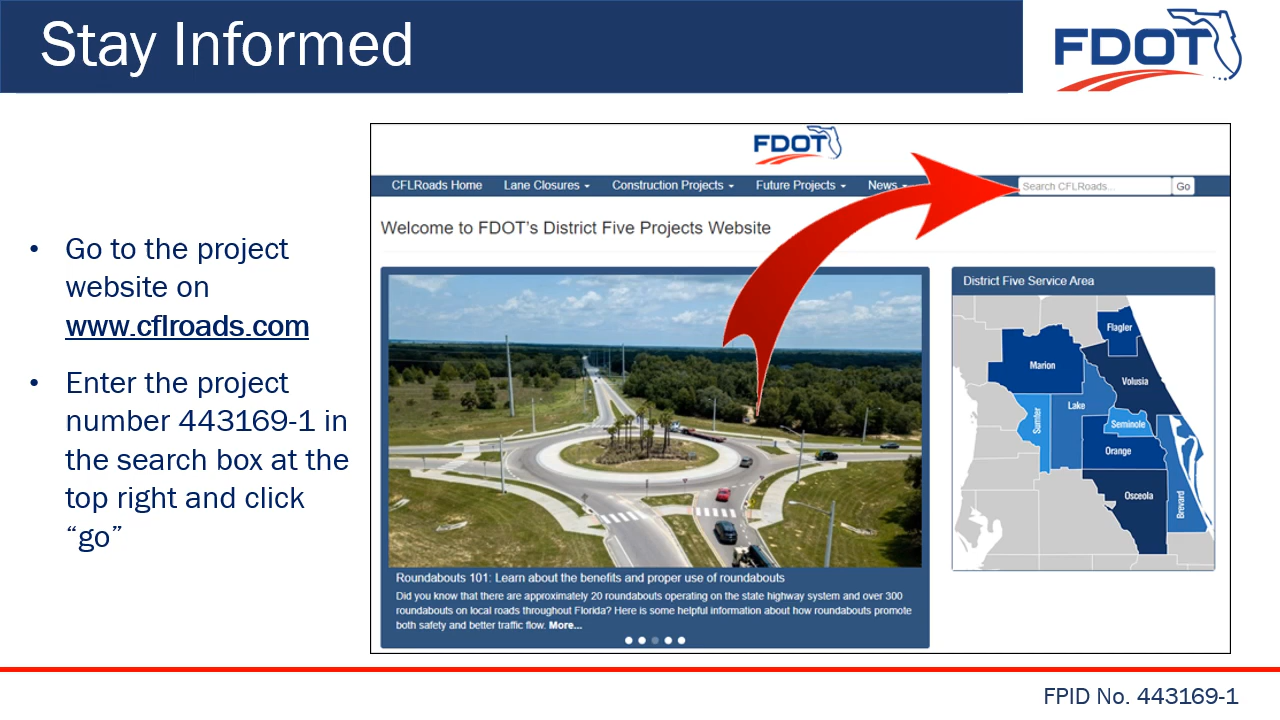 Stay Informed
FDOT
• Go to the project
website on
www.cflroads.com
• Enter the project
number 443169-1 in
the search box at the
top right and click
“go”
FDOT
CFLRoads Home Lane Closures Construction Projects Future Projects News Search CFLRoads... Go
Welcome to FDOT's District Five Projects Website
District Five Service Area
Flagler
Marion
Volusia
Lake
Sumter
Seminole
Orange
Osceola
Brevard
Roundabouts 101: Learn about the benefits and proper use of roundabouts
Did you know that there are approximately 20 roundabouts operating on the state highway system and over 300
roundabouts on local roads throughout Florida? Here is some helpful information about how roundabouts promote
both safety and better traffic flow. More...
FPID No. 443169-1